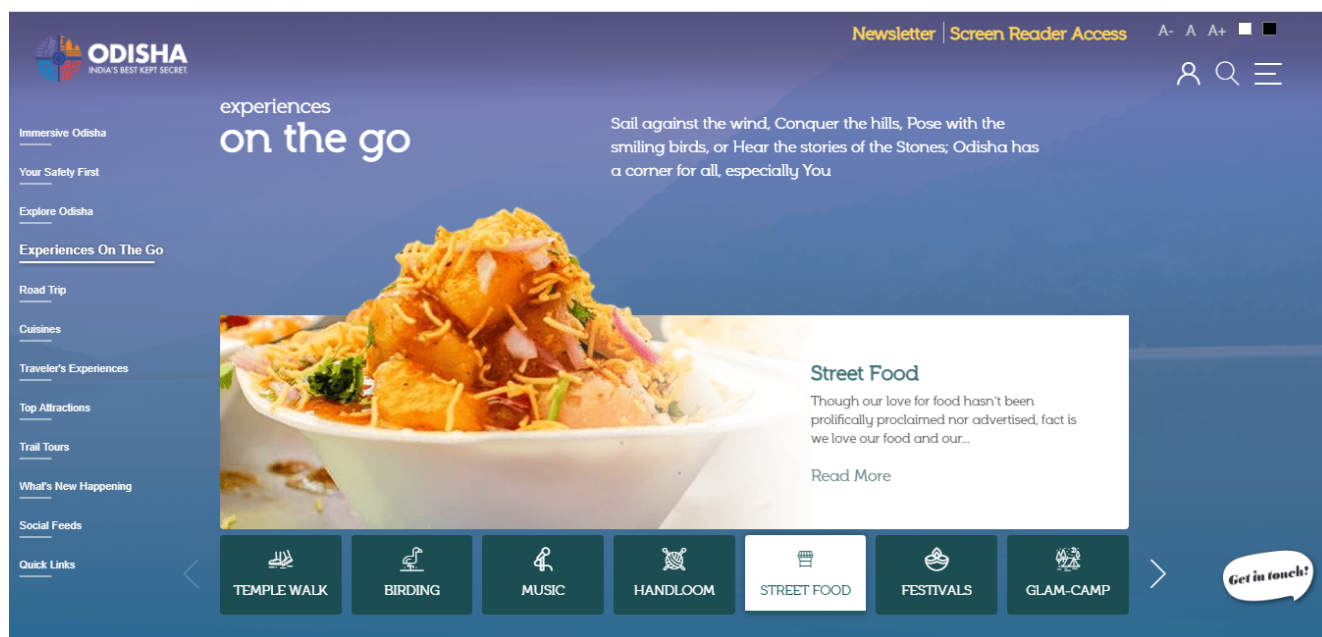 Newsletter | Screen Reader Access A- A A+
ODISHA
INDIA'S BEST KEPT SECRET.
experiences
on the go
Sail against the wind, Conquer the hills, Pose with the
smiling birds, or Hear the stories of the Stones; Odisha has
a corner for all, especially You
Immersive Odisha
Your Safety First
Explore Odisha
Experiences On The Go
Road Trip
Cuisines
Traveler's Experiences
Top Attractions
Trail Tours
What's New Happening
Social Feeds
Quick Links
Street Food
Though our love for food hasn't been
prolifically proclaimed nor advertised, fact is
we love our food and our...
Read More
TEMPLE WALK
BIRDING
MUSIC
HANDLOOM
STREET FOOD
FESTIVALS
GLAM-CAMP
Get in touch!